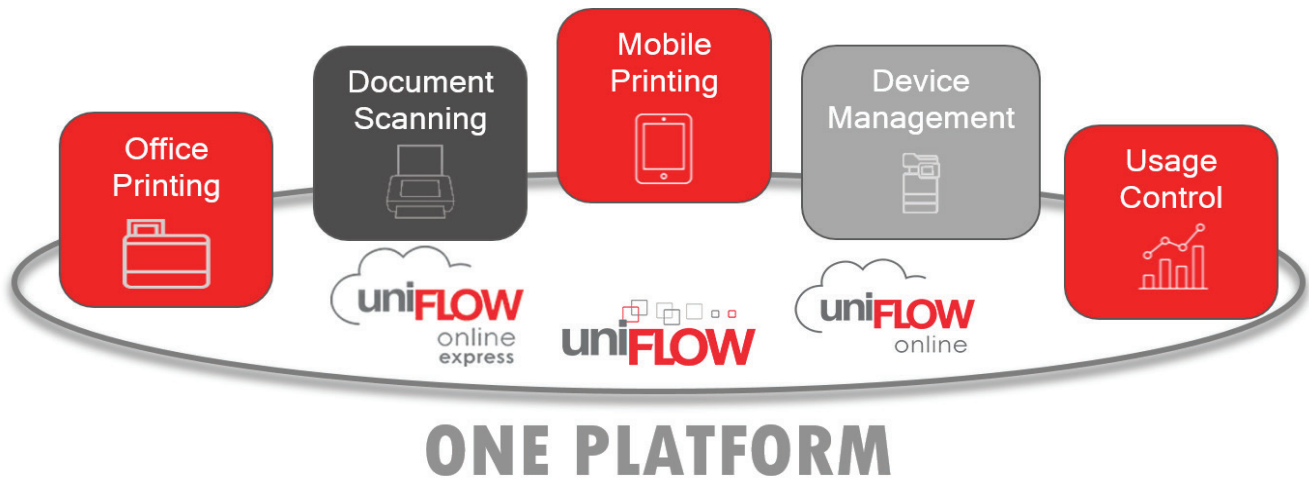 Office
Printing
Document
Scanning
Mobile
Printing
Device
Management
Usage
Control
uniFLOW
online
express
uniFLOW
uniFLOW
online
ONE PLATFORM